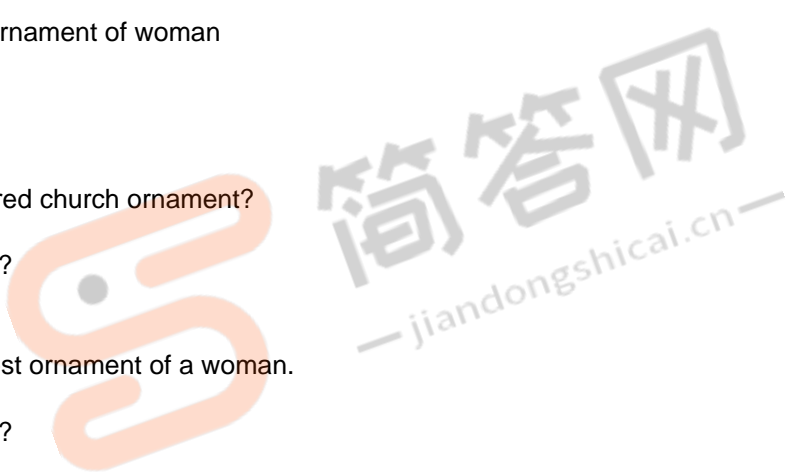 rnament of woman
red church ornament?
?
st ornament of a woman.
?
简答网
jiandongshicai.cn